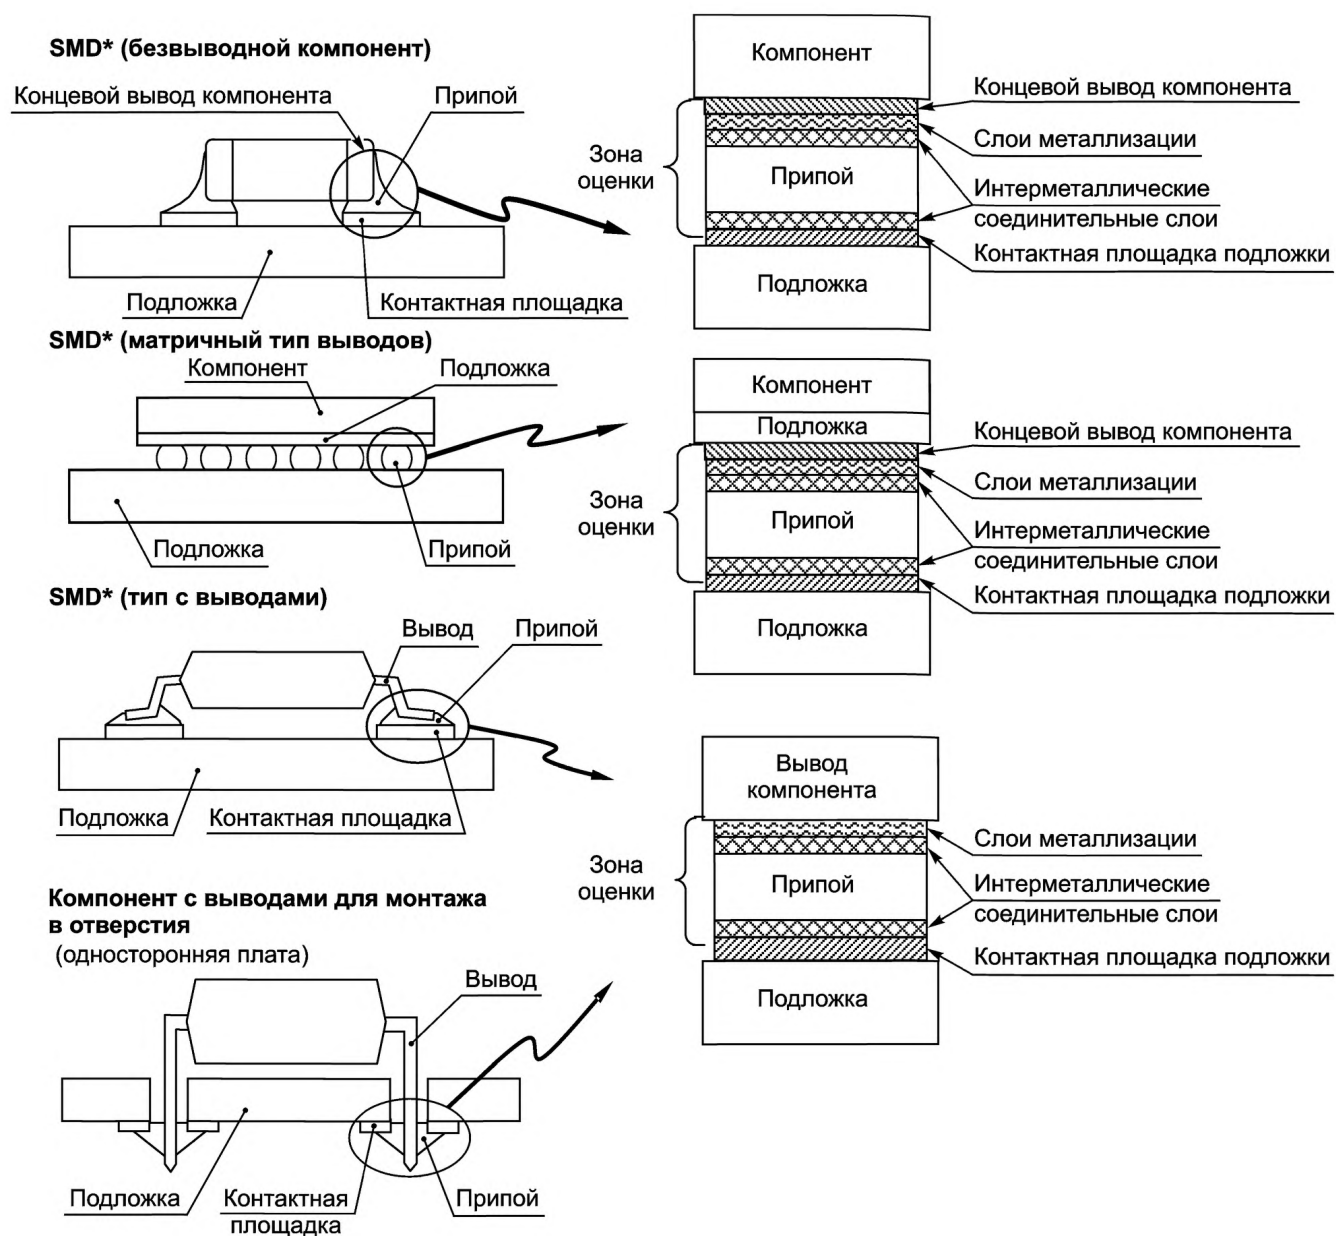 SMD* (безвыводной компонент)
Концевой вывод компонента
Припой
Подложка
Контактная площадка
Компонент
Зона
оценки
Припой
Подложка
Концевой вывод компонента
Слои металлизации
Интерметаллические
соединительные слои
Контактная площадка подложки
SMD* (матричный тип выводов)
Компонент
Подложка
Подложка
Припой
Компонент
Подложка
Зона
оценки
Припой
Подложка
Концевой вывод компонента
Слои металлизации
Интерметаллические
соединительные слои
Контактная площадка подложки
SMD* (тип с выводами)
Вывод
Припой
Подложка
Контактная площадка
Вывод
компонента
Зона
оценки
Припой
Подложка
Слои металлизации
Интерметаллические
соединительные слои
Контактная площадка подложки
Компонент с выводами для монтажа
в отверстия
(односторонняя плата)
Вывод
Подложка
Контактная
площадка
Припой